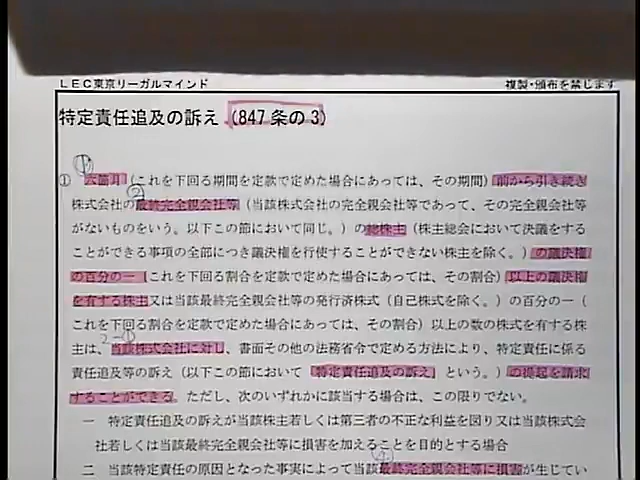 LEC東京リーガルマインド 複製・頒布を禁じます
特定責任追及の訴え (847条の3)
① 六箇月 (これを下回る期間を定款で定めた場合にあっては、その期間) 前から引き続き
株式会社の最終完全親会社等 (当該株式会社の完全親会社等であって、その完全親会社等
がないものをいう。以下この節において同じ。) の総株主 (株主総会において決議をする
ことができる事項の全部につき議決権を行使することができない株主を除く。) の議決権
の百分の一 (これを下回る割合を定款で定めた場合にあっては、その割合) 以上の議決権
を有する株主又は当該最終完全親会社等の発行済株式 (自己株式を除く。) の百分の一 (
これを下回る割合を定款で定めた場合にあっては、その割合) 以上の数の株式を有する株
主は、当該株式会社に対し、書面その他の法務省令で定める方法により、特定責任に係る
責任追及等の訴え (以下この節において「特定責任追及の訴え」という。) の提起を請求
することができる。ただし、次のいずれかに該当する場合は、この限りでない。
一 特定責任追及の訴えが当該株主若しくは第三者の不正な利益を図り又は当該株式会
社若しくは当該最終完全親会社等に損害を加えることを目的とする場合
二 当該特定責任の原因となった事実によって当該最終完全親会社等に損害が生じてい